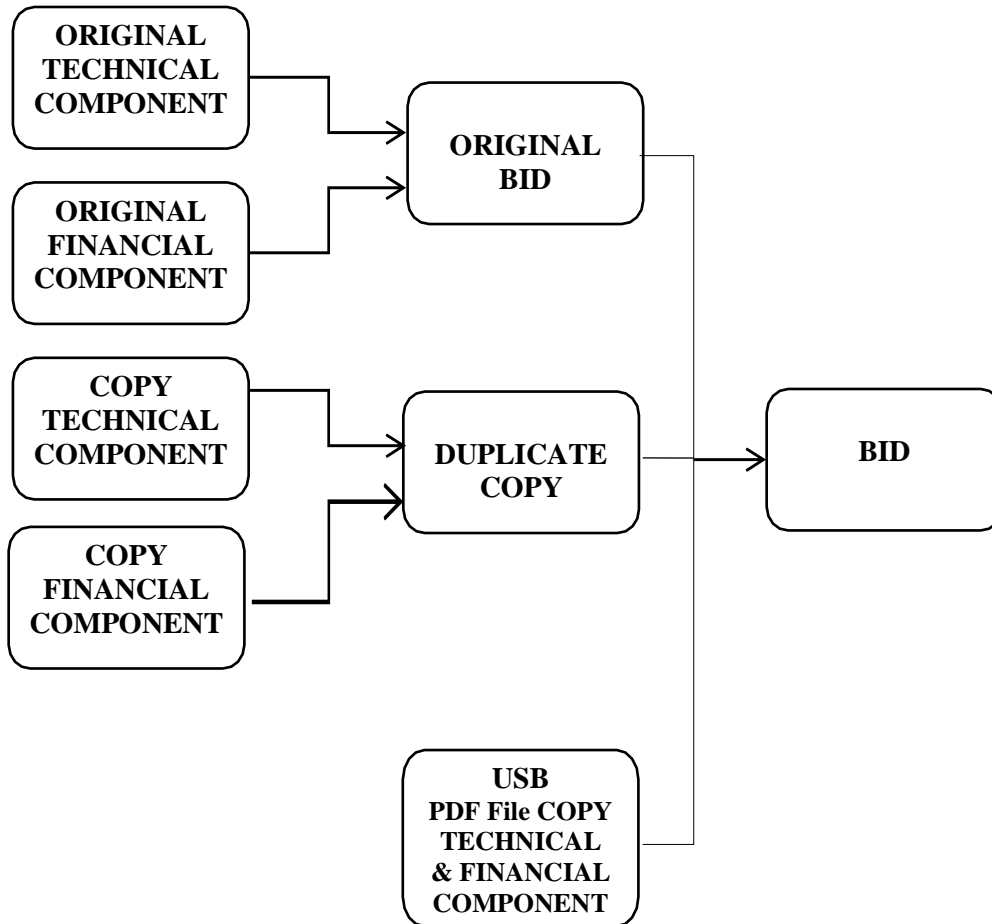 ORIGINAL
TECHNICAL
COMPONENT
ORIGINAL
FINANCIAL
COMPONENT
ORIGINAL
BID
COPY
TECHNICAL
COMPONENT
COPY
FINANCIAL
COMPONENT
DUPLICATE
COPY
BID
USB
PDF File COPY
TECHNICAL
& FINANCIAL
COMPONENT